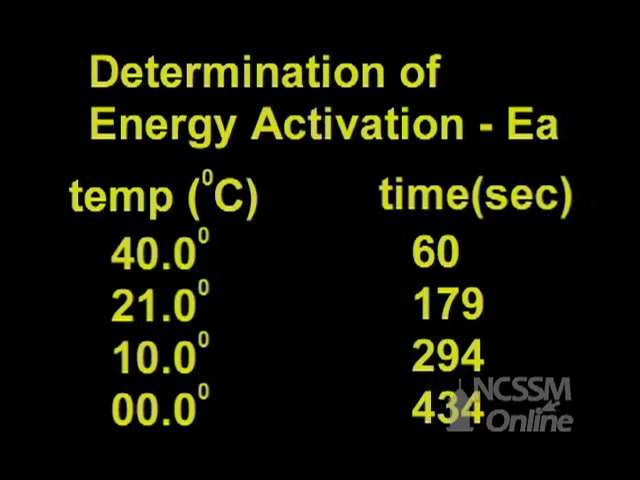 Determination of
Energy Activation - Ea
temp (⁰C) time(sec)
40.0⁰ 60
21.0⁰ 179
10.0⁰ 294
00.0⁰ 434
NCSSM
Online